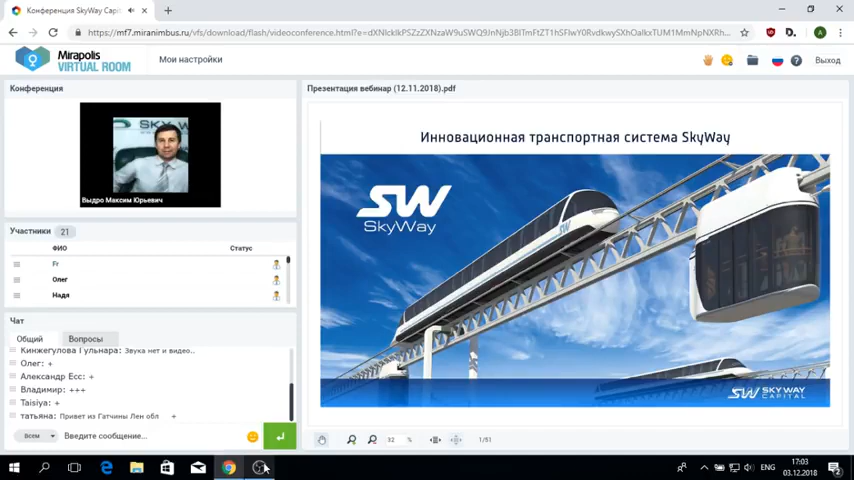 Конференция SkyWay Capi
https://mf7.miranimbus.ru/vfs/download/flash/videoconference.html?e=
Mirapolis
VIRTUAL ROOM
Мои настройки
Выход
Конференция
Выдро Максим Юрьевич
Участники 21
ФИО Статус
Fr
Олег
Надя
Чат
Общий Вопросы
Кинжегулова Гульнара: Звука нет и видео..
Олег: +
Александр Есс: +
Владимир: +++
Taisiya: +
татьяна: Привет из Гатчины Лен обл +
Всем Введите сообщение...
Презентация вебинар (12.11.2018).pdf
Инновационная транспортная система SkyWay
SW
SkyWay
SKY WAY
CAPITAL
32 % 1/51
ENG
17:03
03.12.2018